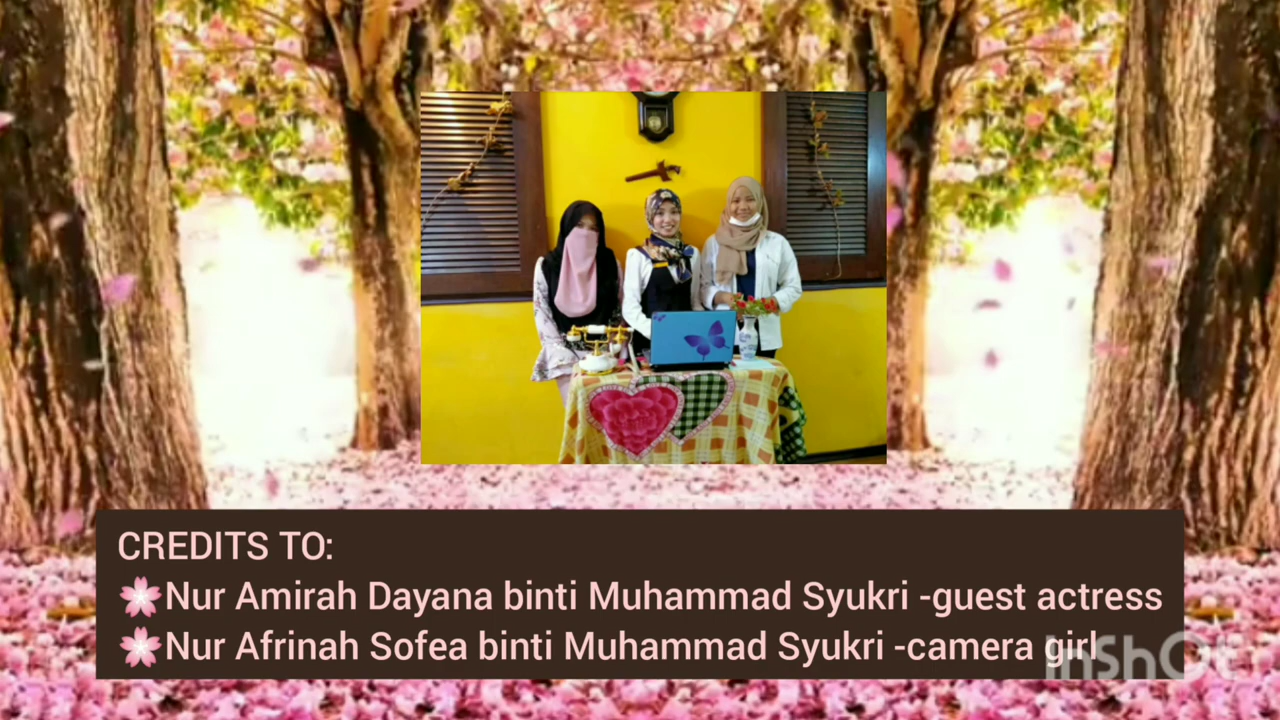 CREDITS TO:
🌸Nur Amirah Dayana binti Muhammad Syukri -guest actress
🌸Nur Afrinah Sofea binti Muhammad Syukri -camera girl
InShOt